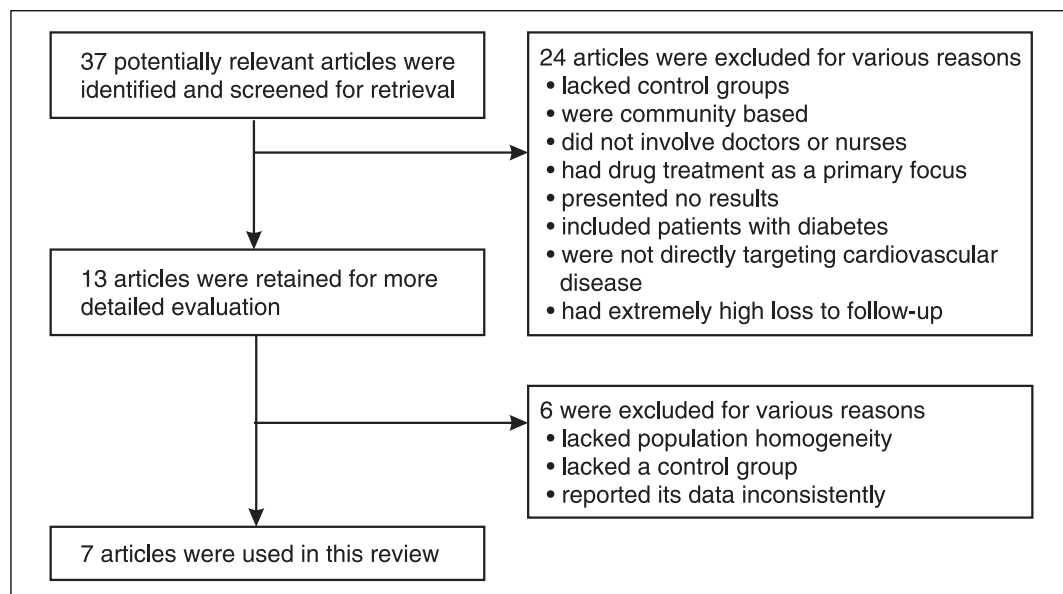 37 potentially relevant articles were
identified and screened for retrieval
24 articles were excluded for various reasons
• lacked control groups
• were community based
• did not involve doctors or nurses
• had drug treatment as a primary focus
• presented no results
• included patients with diabetes
• were not directly targeting cardiovascular
disease
• had extremely high loss to follow-up
13 articles were retained for more
detailed evaluation
6 were excluded for various reasons
• lacked population homogeneity
• lacked a control group
• reported its data inconsistently
7 articles were used in this review